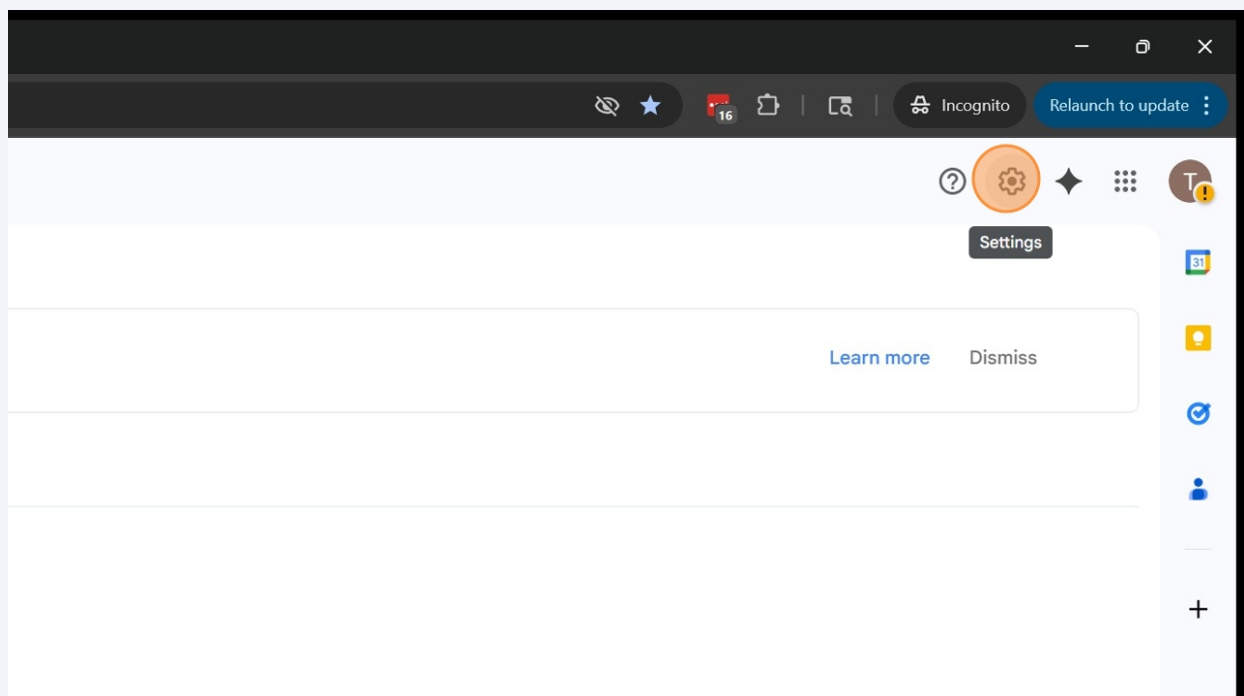 16
Incognito
Relaunch to update
T
!
Settings
31
Learn more
Dismiss